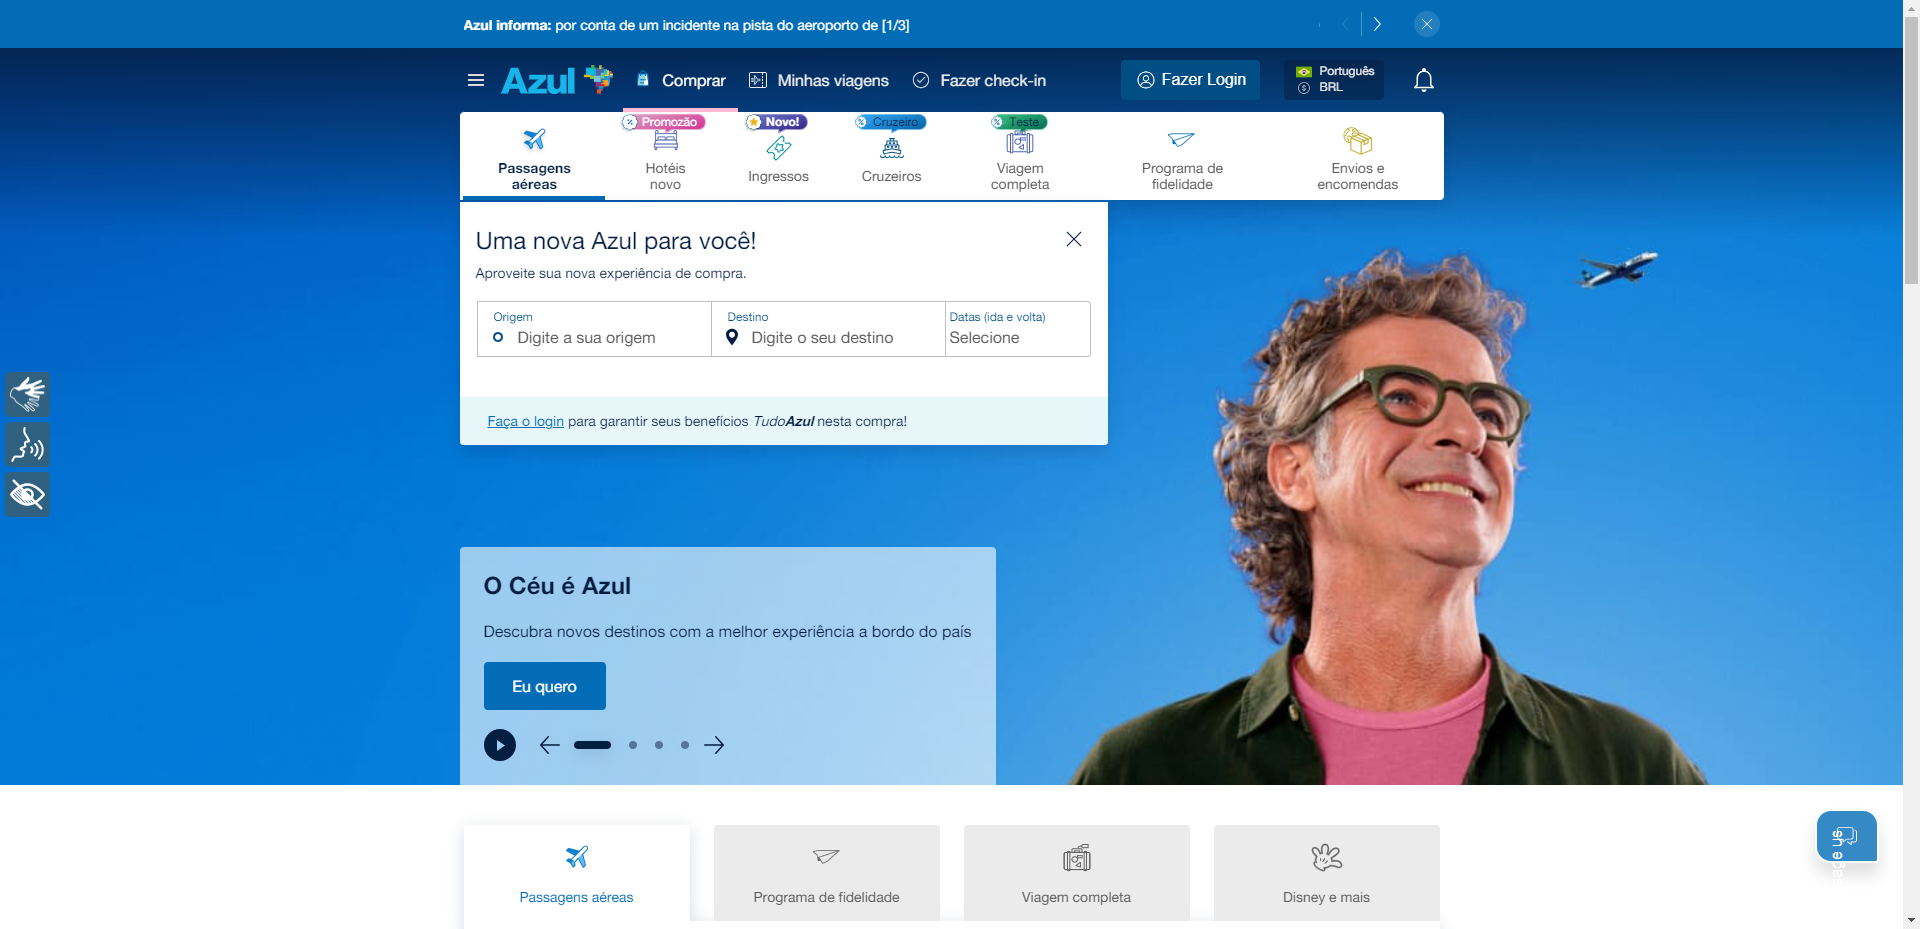 Azul informa: por conta de um incidente na pista do aeroporto de [1/3]
Azul
Comprar
Minhas viagens
Fazer check-in
Fazer Login
Português
BRL
Promozão
Novo!
Cruzeiro
Teste
Passagens
aéreas
Hotéis
novo
Ingressos
Cruzeiros
Viagem
completa
Programa de
fidelidade
Envios e
encomendas
Uma nova Azul para você!
Aproveite sua nova experiência de compra.
Origem
Digite a sua origem
Destino
Digite o seu destino
Datas (ida e volta)
Selecione
Faça o login para garantir seus benefícios TudoAzul nesta compra!
O Céu é Azul
Descubra novos destinos com a melhor experiência a bordo do país
Eu quero
Passagens aéreas
Programa de fidelidade
Viagem completa
Disney e mais